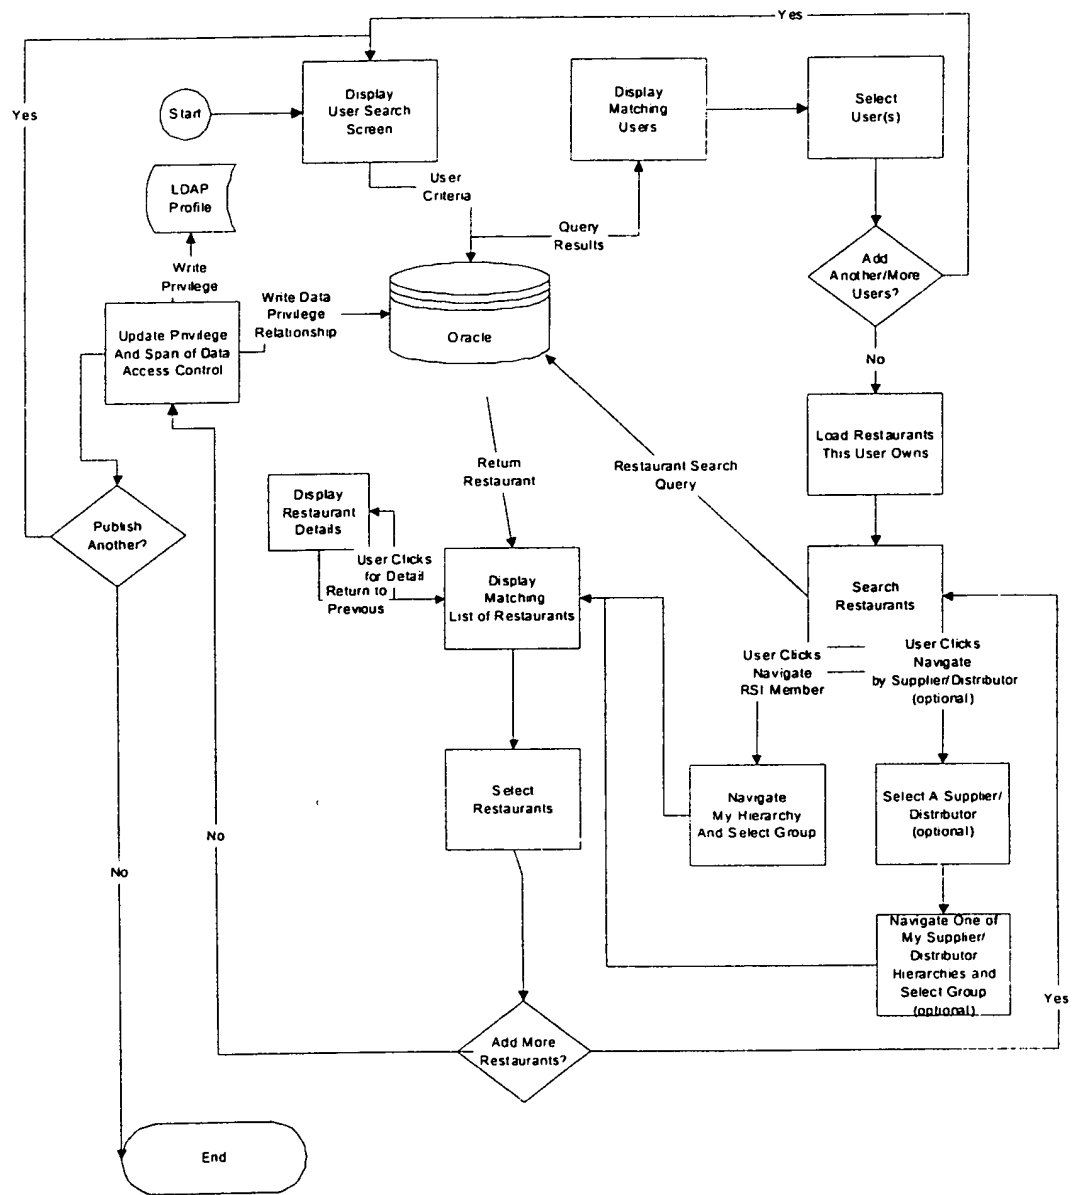 Yes
Yes
Start
Display
User Search
Screen
Display
Matching
Users
Select
User(s)
LDAP
Profile
User
Criteria
Query
Results
Add
Another/More
Users?
Write
Privilege
Write Data
Privilege
Relationship
Update Privilege
And Span of Data
Access Control
Oracle
No
Load Restaurants
This User Owns
Return
Restaurant
Restaurant Search
Query
Display
Restaurant
Details
Publish
Another?
User Clicks
for Detail
Return to
Previous
Display
Matching
List of Restaurants
Search
Restaurants
User Clicks
Navigate
RSI Member
User Clicks
Navigate
by Supplier/Distributor
(optional)
Select
Restaurants
Navigate
My Hierarchy
And Select Group
Select A Supplier/
Distributor
(optional)
No
No
Navigate One of
My Supplier/
Distributor
Hierarchies and
Select Group
(optional)
Yes
Add More
Restaurants?
End